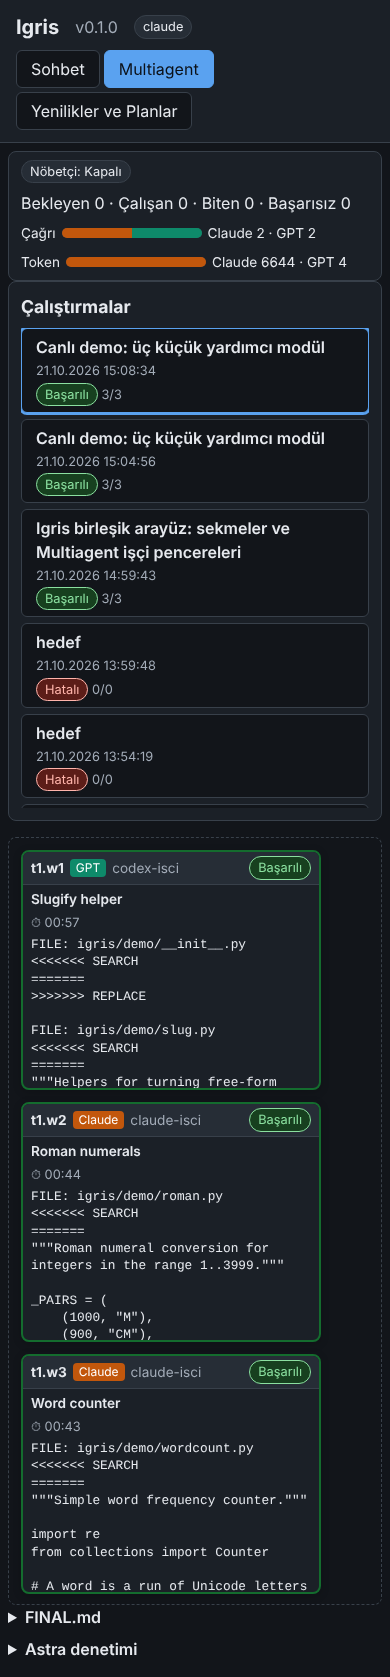 Igris v0.1.0 claude
Sohbet Multiagent
Yenilikler ve Planlar
Nöbetçi: Kapalı
Bekleyen 0 · Çalışan 0 · Biten 0 · Başarısız 0
Çağrı Claude 2 · GPT 2
Token Claude 6644 · GPT 4
Çalıştırmalar
Canlı demo: üç küçük yardımcı modül
21.10.2026 15:08:34
Başarılı 3/3
Canlı demo: üç küçük yardımcı modül
21.10.2026 15:04:56
Başarılı 3/3
Igris birleşik arayüz: sekmeler ve
Multiagent işçi pencereleri
21.10.2026 14:59:43
Başarılı 3/3
hedef
21.10.2026 13:59:48
Hatalı 0/0
hedef
21.10.2026 13:54:19
Hatalı 0/0
t1.w1 GPT codex-isci Başarılı
Slugify helper
⏱ 00:57
FILE: igris/demo/__init__.py
<<<<<<< SEARCH
=======
>>>>>>> REPLACE
FILE: igris/demo/slug.py
<<<<<<< SEARCH
=======
"""Helpers for turning free-form
t1.w2 Claude claude-isci Başarılı
Roman numerals
⏱ 00:44
FILE: igris/demo/roman.py
<<<<<<< SEARCH
=======
"""Roman numeral conversion for
integers in the range 1..3999."""
_PAIRS = (
(1000, "M"),
(900, "CM"),
t1.w3 Claude claude-isci Başarılı
Word counter
⏱ 00:43
FILE: igris/demo/wordcount.py
<<<<<<< SEARCH
=======
"""Simple word frequency counter."""
import re
from collections import Counter
# A word is a run of Unicode letters
FINAL.md
Astra denetimi